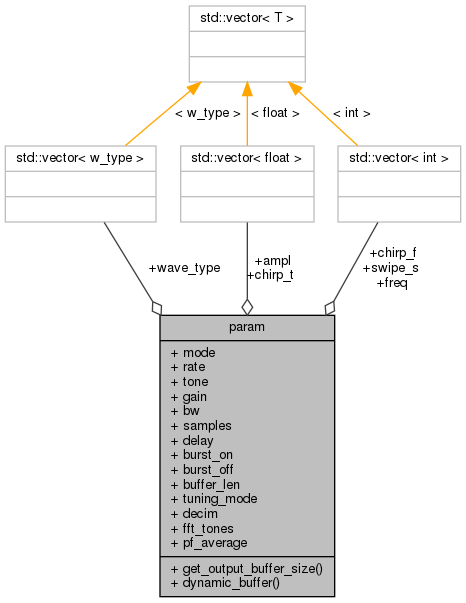 std::vector< T >
< w_type >
< float >
< int >
std::vector< w_type >
std::vector< float >
std::vector< int >
+wave_type
+ampl
+chirp_t
+chirp_f
+swipe_s
+freq
param
+ mode
+ rate
+ tone
+ gain
+ bw
+ samples
+ delay
+ burst_on
+ burst_off
+ buffer_len
+ tuning_mode
+ decim
+ fft_tones
+ pf_average
+ get_output_buffer_size()
+ dynamic_buffer()